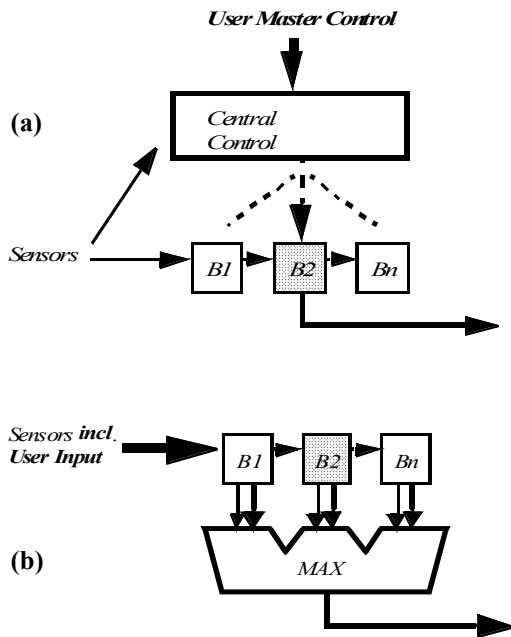 User Master Control
(a)
Central
Control
Sensors
B1
B2
Bn
Sensors incl.
User Input
B1
B2
Bn
(b)
MAX